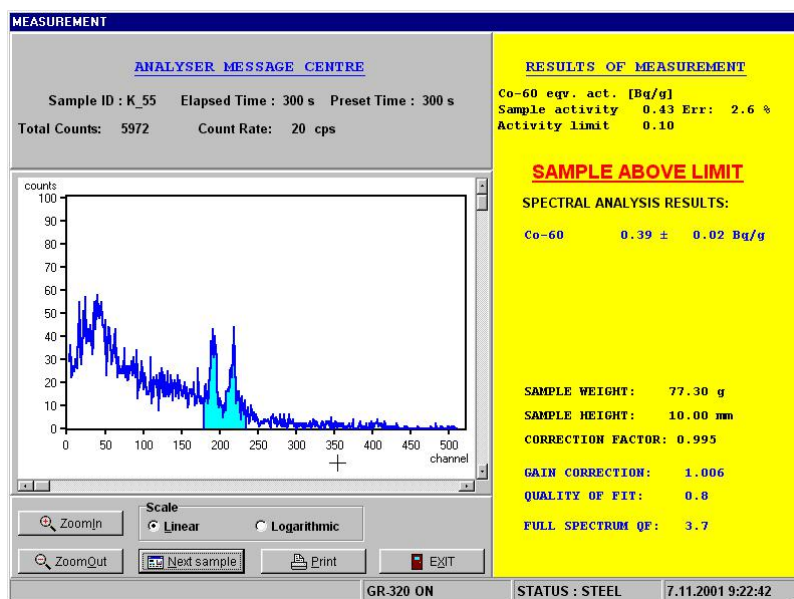 MEASUREMENT
ANALYSER MESSAGE CENTRE
Sample ID : K_55 Elapsed Time : 300 s Preset Time : 300 s
Total Counts: 5972 Count Rate: 20 cps
counts
100
90
80
70
60
50
40
30
20
10
0
0 50 100 150 200 250 300 350 400 450 500
channel
ZoomIn
Scale
Linear Logarithmic
ZoomOut Next sample Print EXIT
RESULTS OF MEASUREMENT
Co-60 eqv. act. [Bq/g]
Sample activity 0.43 Err: 2.6 %
Activity limit 0.10
SAMPLE ABOVE LIMIT
SPECTRAL ANALYSIS RESULTS:
Co-60 0.39 ± 0.02 Bq/g
SAMPLE WEIGHT: 77.30 g
SAMPLE HEIGHT: 10.00 mm
CORRECTION FACTOR: 0.995
GAIN CORRECTION: 1.006
QUALITY OF FIT: 0.8
FULL SPECTRUM QF: 3.7
GR-320 ON STATUS : STEEL 7.11.2001 9:22:42